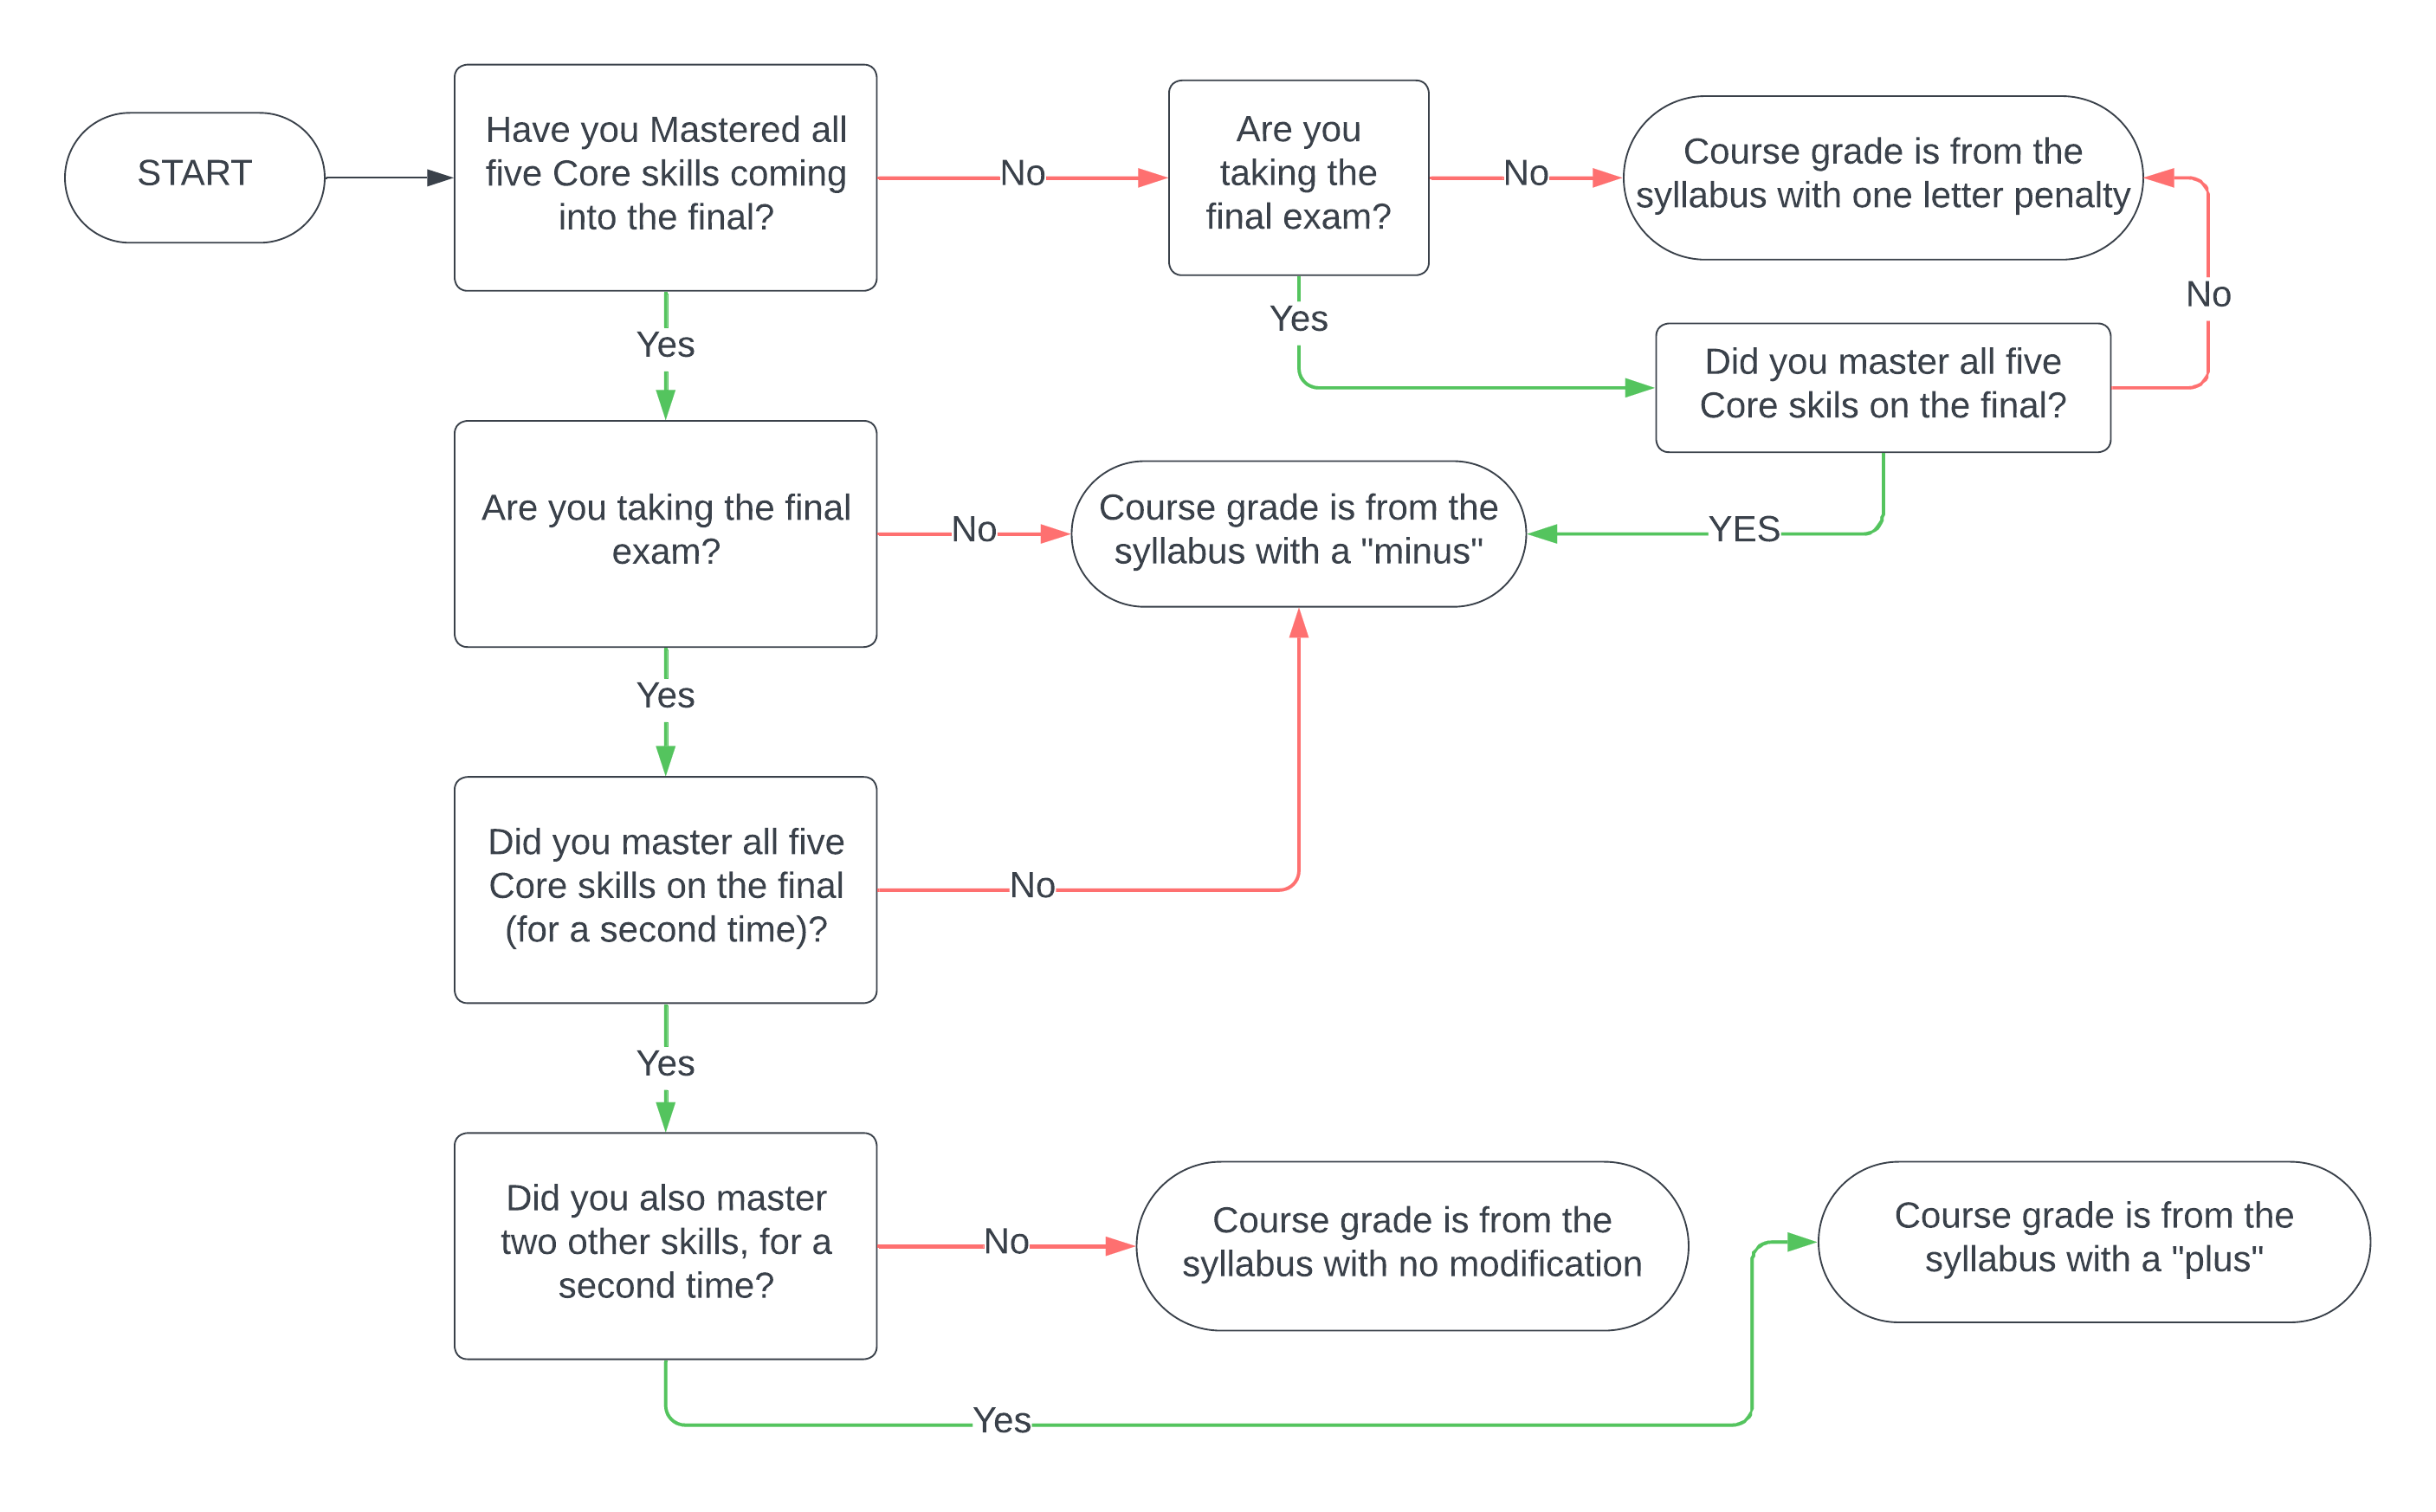 START
Have you Mastered all
five Core skills coming
into the final?
No
Are you
taking the
final exam?
No
Course grade is from the
syllabus with one letter penalty
No
Yes
Yes
Did you master all five
Core skils on the final?
Are you taking the final
exam?
No
Course grade is from the
syllabus with a "minus"
YES
Yes
Did you master all five
Core skills on the final
(for a second time)?
No
Yes
Did you also master
two other skills, for a
second time?
No
Course grade is from the
syllabus with no modification
Course grade is from the
syllabus with a "plus"
Yes